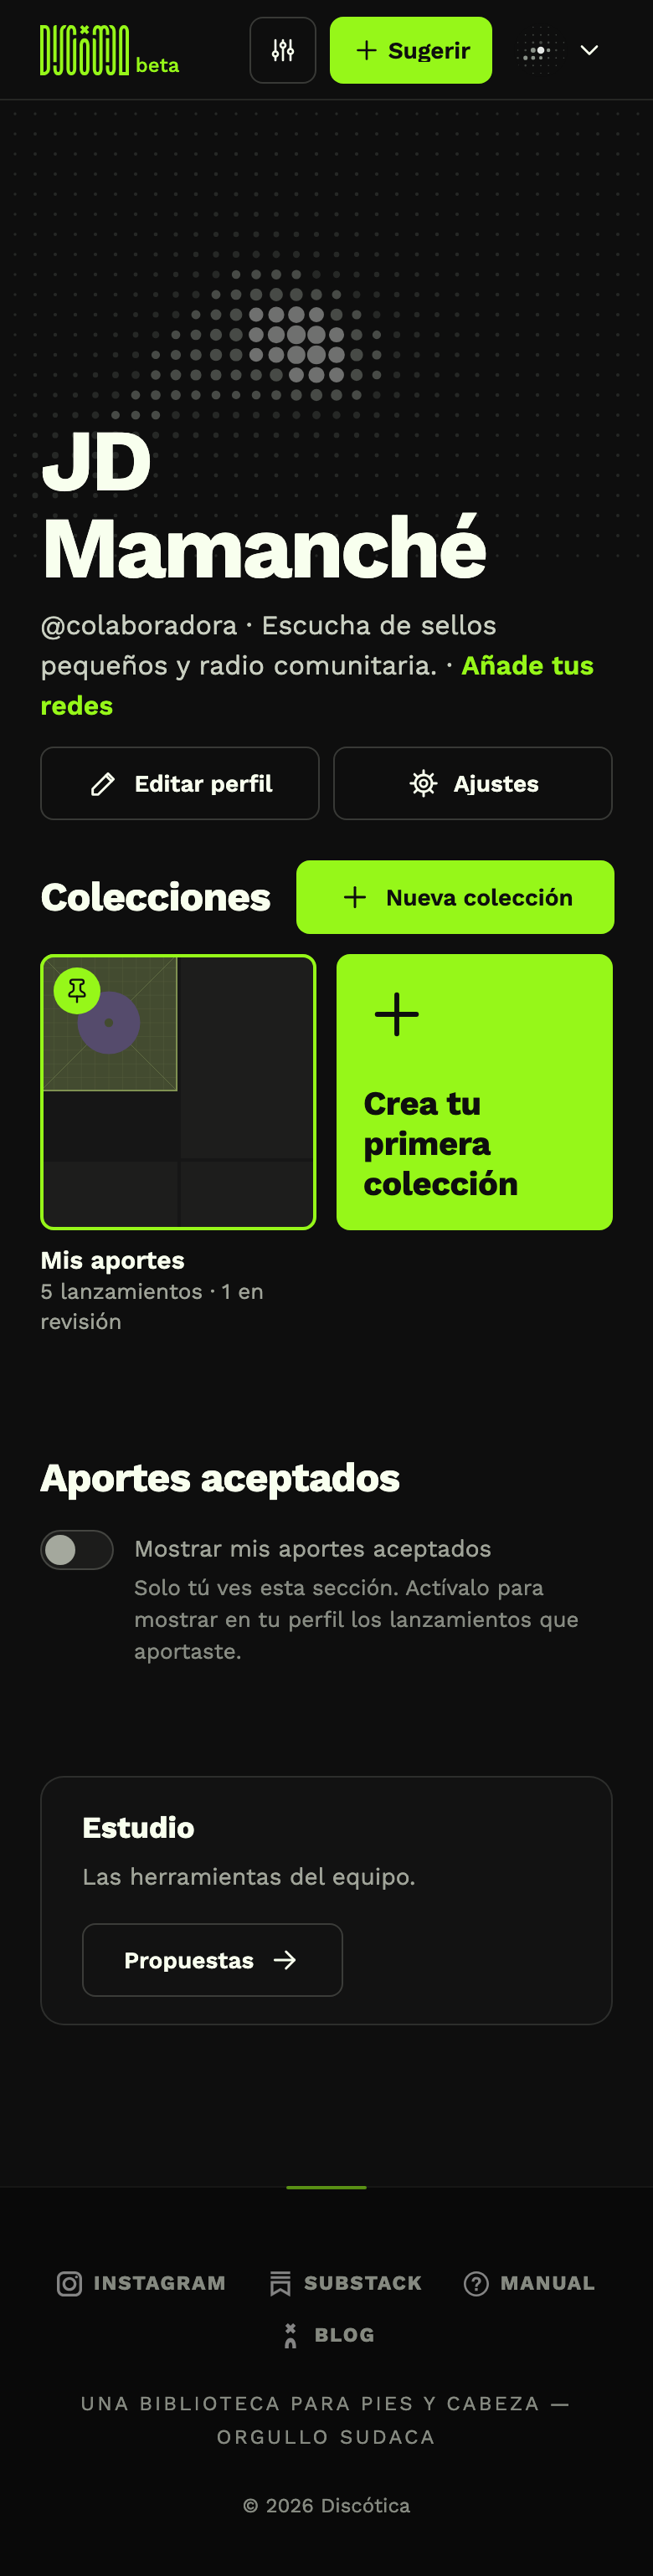 DISCÓTICA beta
Sugerir
JD
Mamanché
@colaboradora · Escucha de sellos
pequeños y radio comunitaria. · Añade tus
redes
Editar perfil
Ajustes
Colecciones
Nueva colección
Crea tu
primera
colección
Mis aportes
5 lanzamientos · 1 en
revisión
Aportes aceptados
Mostrar mis aportes aceptados
Solo tú ves esta sección. Actívalo para
mostrar en tu perfil los lanzamientos que
aportaste.
Estudio
Las herramientas del equipo.
Propuestas
INSTAGRAM
SUBSTACK
MANUAL
BLOG
UNA BIBLIOTECA PARA PIES Y CABEZA —
ORGULLO SUDACA
© 2026 Discótica